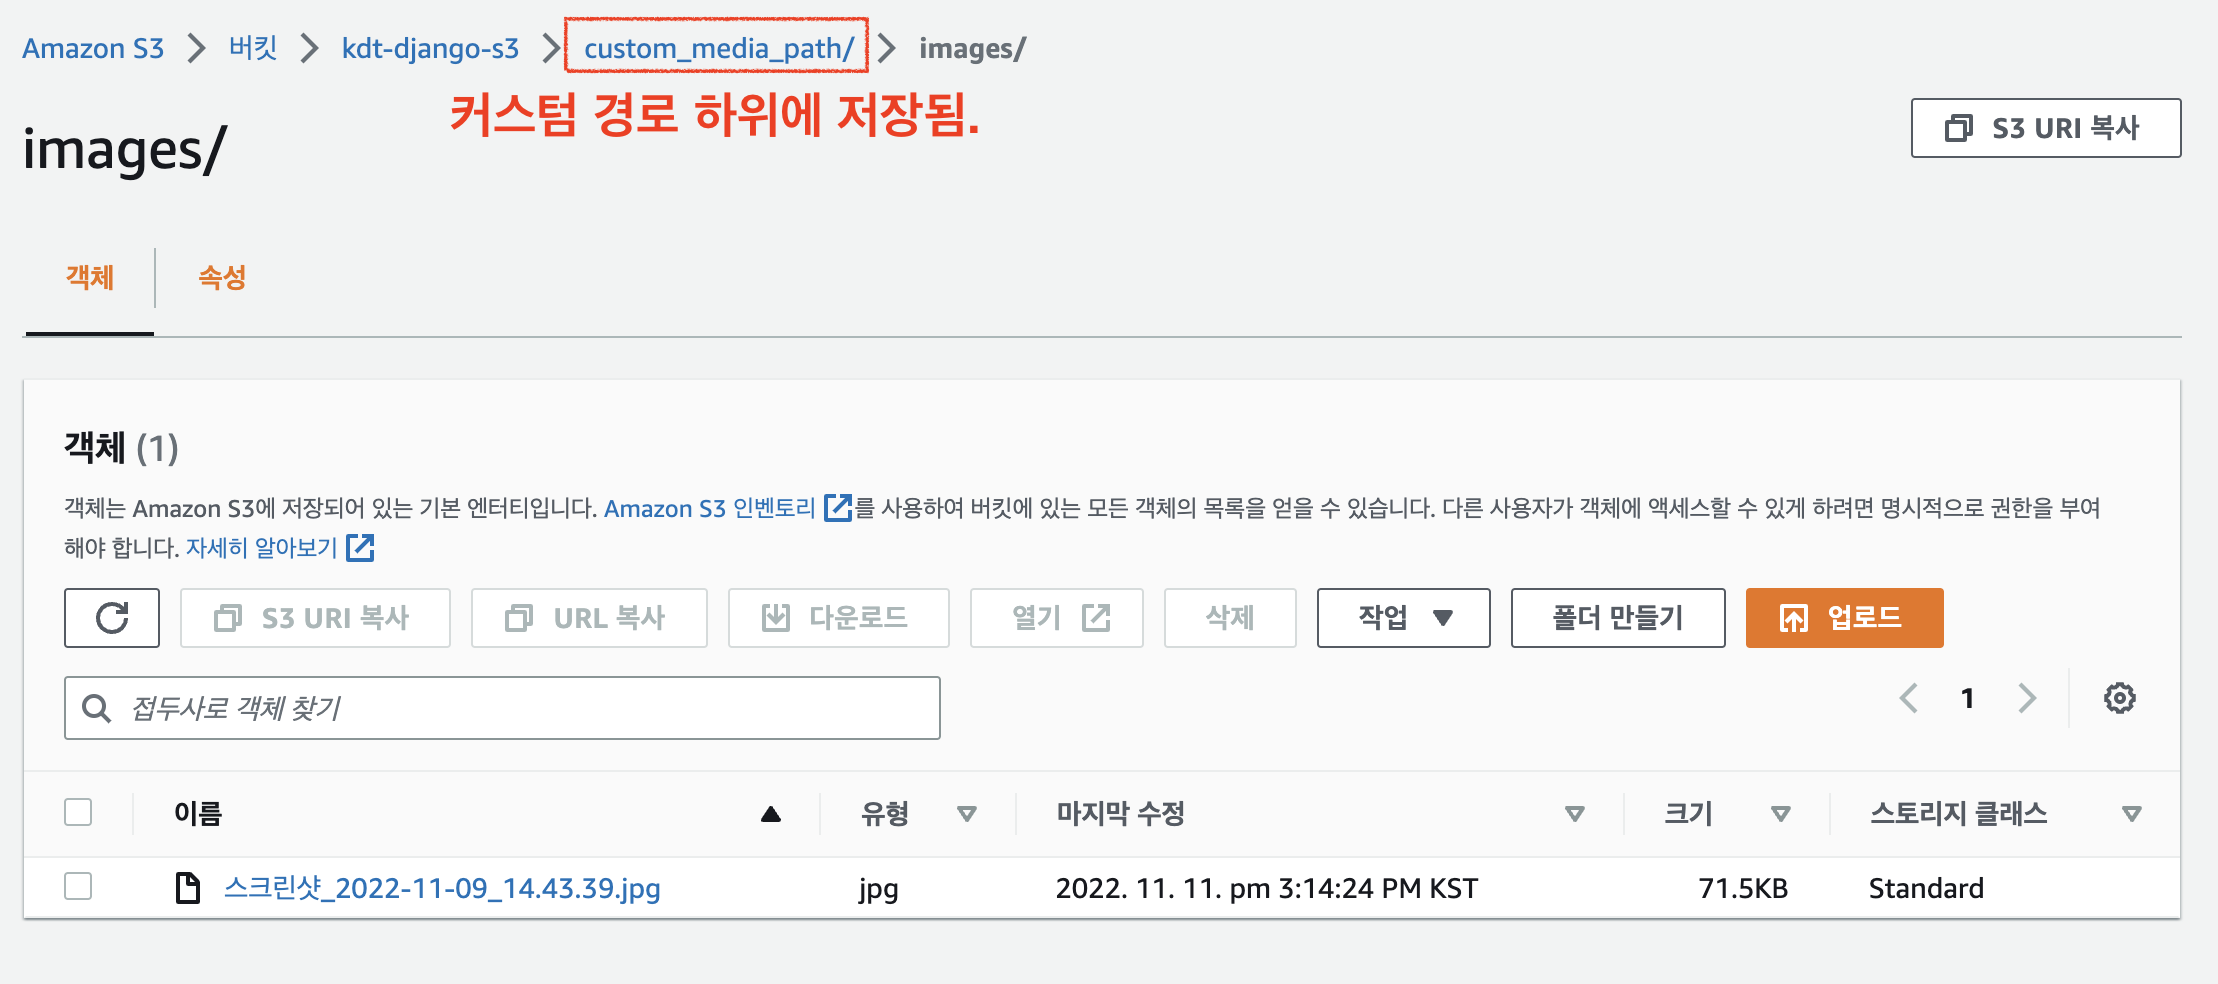 Amazon S3 버킷 kdt-django-s3 custom_media_path/ images/
커스텀 경로 하위에 저장됨.
images/
S3 URI 복사
객체 속성
객체 (1)
객체는 Amazon S3에 저장되어 있는 기본 엔터티입니다. Amazon S3 인벤토리 를 사용하여 버킷에 있는 모든 객체의 목록을 얻을 수 있습니다. 다른 사용자가 객체에 액세스할 수 있게 하려면 명시적으로 권한을 부여
해야 합니다. 자세히 알아보기
S3 URI 복사 URL 복사 다운로드 열기 삭제 작업 폴더 만들기 업로드
접두사로 객체 찾기 1
이름 유형 마지막 수정 크기 스토리지 클래스
스크린샷_2022-11-09_14.43.39.jpg jpg 2022. 11. 11. pm 3:14:24 PM KST 71.5KB Standard